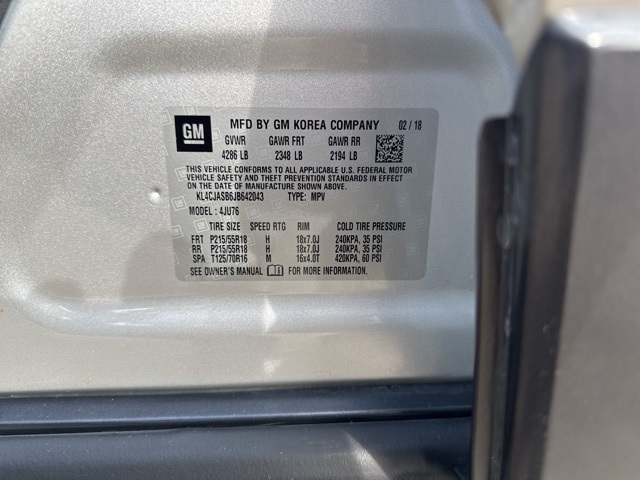 GM
MFD BY GM KOREA COMPANY 02 / 18
GVWR GAWR FRT GAWR RR
4286 LB 2348 LB 2194 LB
THIS VEHICLE CONFORMS TO ALL APPLICABLE U.S. FEDERAL MOTOR
VEHICLE SAFETY AND THEFT PREVENTION STANDARDS IN EFFECT
ON THE DATE OF MANUFACTURE SHOWN ABOVE.
KL4CJASB6JB642043 TYPE: MPV
MODEL : 4JU76
TIRE SIZE SPEED RTG RIM COLD TIRE PRESSURE
FRT P215/55R18 H 18x7.0J 240KPA, 35 PSI
RR P215/55R18 H 18x7.0J 240KPA, 35 PSI
SPA T125/70R16 M 16x4.0T 420KPA, 60 PSI
SEE OWNER'S MANUAL FOR MORE INFORMATION.